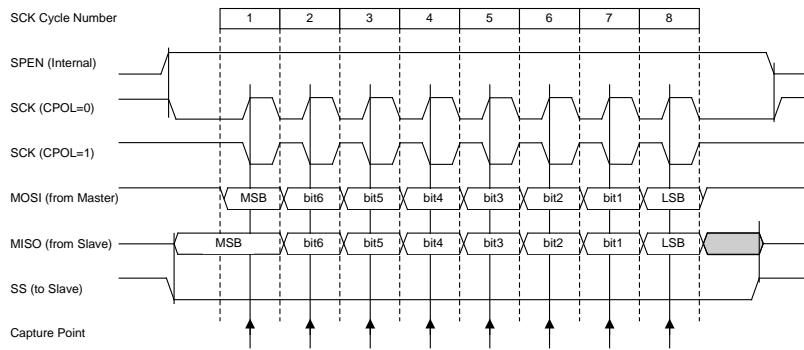 SCK Cycle Number 1 2 3 4 5 6 7 8
SPEN (Internal)
SCK (CPOL=0)
SCK (CPOL=1)
MOSI (from Master) MSB bit6 bit5 bit4 bit3 bit2 bit1 LSB
MISO (from Slave) MSB bit6 bit5 bit4 bit3 bit2 bit1 LSB
SS (to Slave)
Capture Point